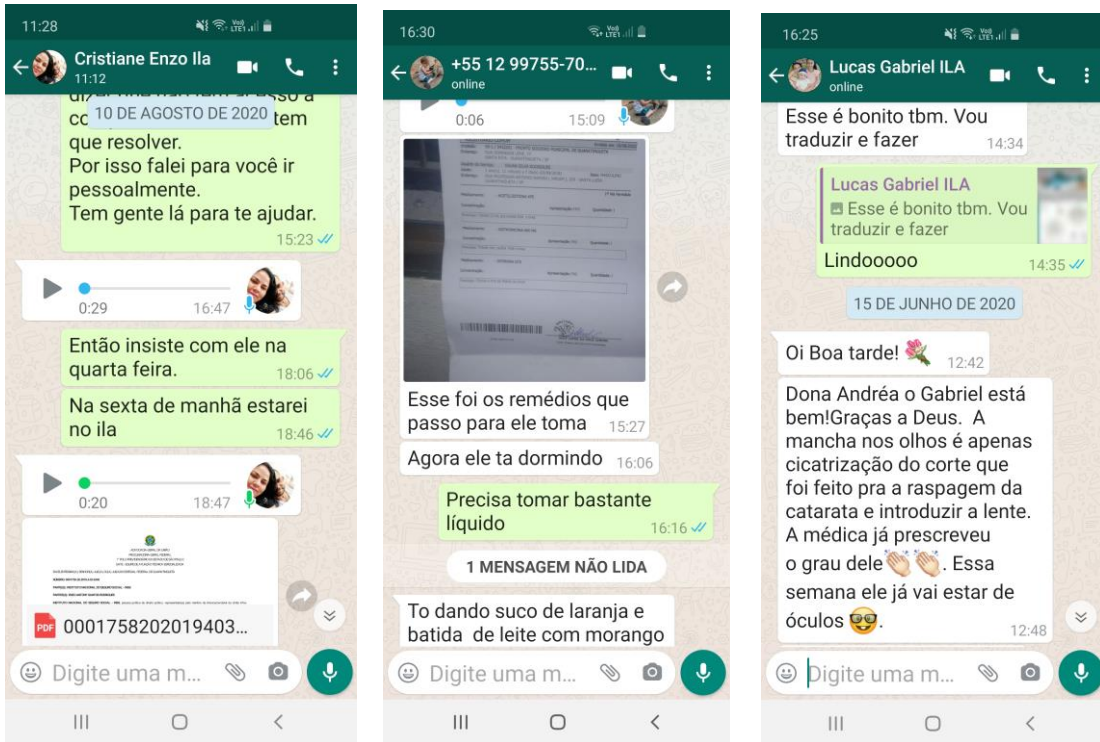 11:28
Cristiane Enzo Ila
11:12
10 DE AGOSTO DE 2020
tem
que resolver.
Por isso falei para você ir
pessoalmente.
Tem gente lá para te ajudar.
15:23
0:29 16:47
Então insiste com ele na
quarta feira. 18:06
Na sexta de manhã estarei
no ila 18:46
0:20 18:47
PDF 0001758202019403...
Digite uma m...
16:30
+55 12 99755-70...
online
0:06 15:09
Esse foi os remédios que
passo para ele toma 15:27
Agora ele ta dormindo 16:06
Precisa tomar bastante
líquido 16:16
1 MENSAGEM NÃO LIDA
To dando suco de laranja e
batida de leite com morango
Digite uma m...
16:25
Lucas Gabriel ILA
online
Esse é bonito tbm. Vou
traduzir e fazer 14:34
Lucas Gabriel ILA
Esse é bonito tbm. Vou
traduzir e fazer
Lindooooo 14:35
15 DE JUNHO DE 2020
Oi Boa tarde! 12:42
Dona Andréa o Gabriel está
bem!Graças a Deus. A
mancha nos olhos é apenas
cicatrização do corte que
foi feito pra a raspagem da
catarata e introduzir a lente.
A médica já prescreveu
o grau dele👏🏻👏🏻. Essa
semana ele já vai estar de
óculos 🤓. 12:48
Digite uma m...